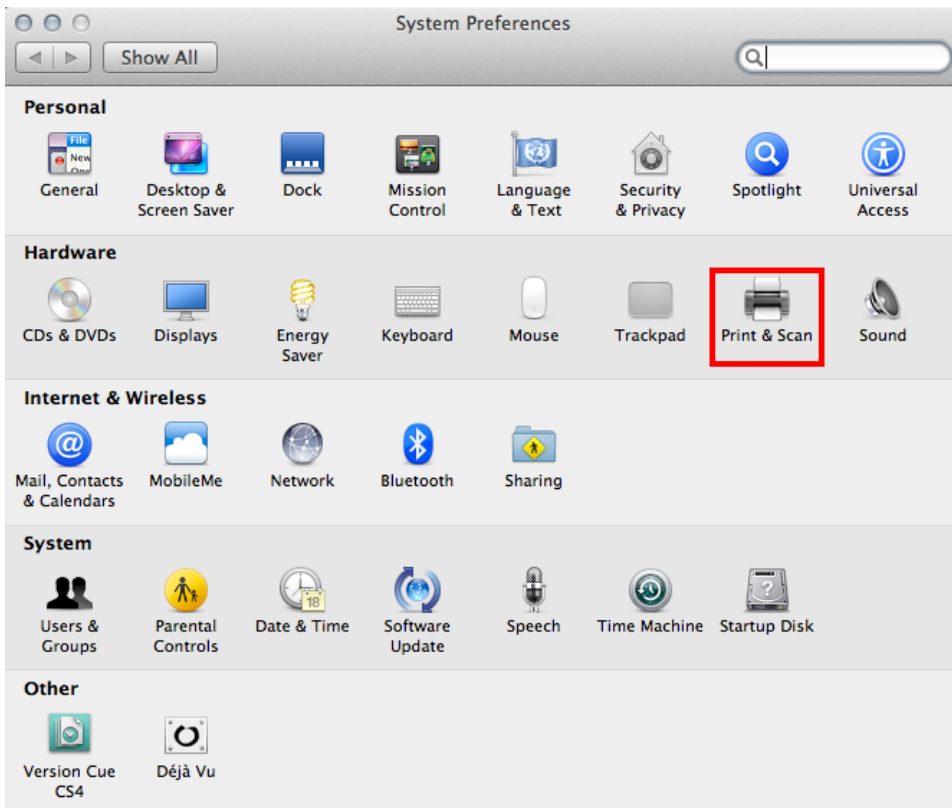 System Preferences
Show All
Personal
File
New
General
Desktop &
Screen Saver
Dock
Mission
Control
Language
& Text
Security
& Privacy
Spotlight
Universal
Access
Hardware
CDs & DVDs
Displays
Energy
Saver
Keyboard
Mouse
Trackpad
Print & Scan
Sound
Internet & Wireless
@
Mail, Contacts
& Calendars
MobileMe
Network
Bluetooth
Sharing
System
Users &
Groups
Parental
Controls
18
Date & Time
Software
Update
Speech
Time Machine
?
Startup Disk
Other
Version Cue
CS4
Déjà Vu